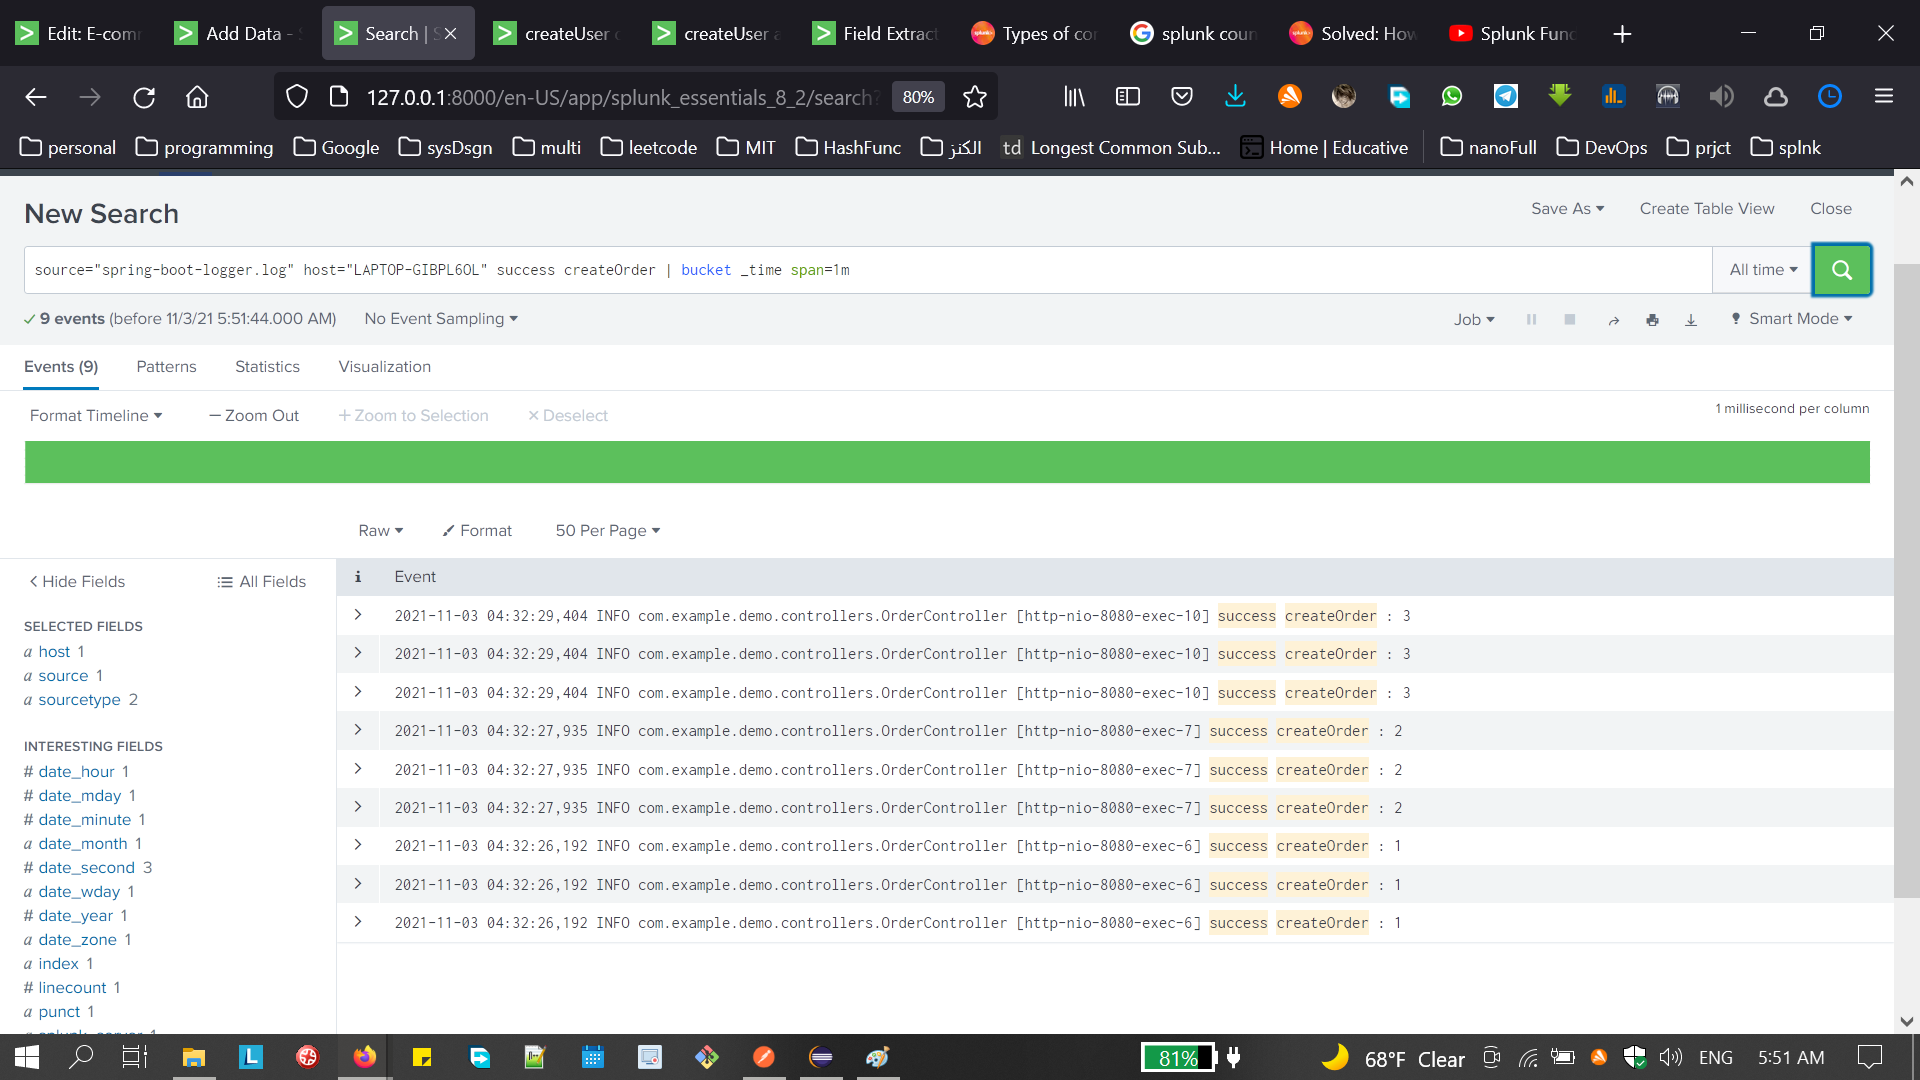 Edit: E-com
Add Data -
Search | S
createUser
createUser a
Field Extract
Types of co
splunk coun
Solved: How
Splunk Func
127.0.0.1:8000/en-US/app/splunk_essentials_8_2/search?
80%
personal
programming
Google
sysDsgn
multi
leetcode
MIT
HashFunc
الكنز
td Longest Common Sub...
Home | Educative
nanoFull
DevOps
prjct
splnk
New Search
Save As
Create Table View
Close
source="spring-boot-logger.log" host="LAPTOP-GIBPL6OL" success createOrder | bucket _time span=1m
All time
9 events (before 11/3/21 5:51:44.000 AM)
No Event Sampling
Job
Smart Mode
Events (9)
Patterns
Statistics
Visualization
Format Timeline
— Zoom Out
+ Zoom to Selection
× Deselect
1 millisecond per column
Raw
Format
50 Per Page
< Hide Fields
All Fields
i
Event
SELECTED FIELDS
a host 1
a source 1
a sourcetype 2
INTERESTING FIELDS
# date_hour 1
# date_mday 1
# date_minute 1
a date_month 1
# date_second 3
a date_wday 1
# date_year 1
a date_zone 1
a index 1
# linecount 1
a punct 1
2021-11-03 04:32:29,404 INFO com.example.demo.controllers.OrderController [http-nio-8080-exec-10] success createOrder : 3
2021-11-03 04:32:29,404 INFO com.example.demo.controllers.OrderController [http-nio-8080-exec-10] success createOrder : 3
2021-11-03 04:32:29,404 INFO com.example.demo.controllers.OrderController [http-nio-8080-exec-10] success createOrder : 3
2021-11-03 04:32:27,935 INFO com.example.demo.controllers.OrderController [http-nio-8080-exec-7] success createOrder : 2
2021-11-03 04:32:27,935 INFO com.example.demo.controllers.OrderController [http-nio-8080-exec-7] success createOrder : 2
2021-11-03 04:32:27,935 INFO com.example.demo.controllers.OrderController [http-nio-8080-exec-7] success createOrder : 2
2021-11-03 04:32:26,192 INFO com.example.demo.controllers.OrderController [http-nio-8080-exec-6] success createOrder : 1
2021-11-03 04:32:26,192 INFO com.example.demo.controllers.OrderController [http-nio-8080-exec-6] success createOrder : 1
2021-11-03 04:32:26,192 INFO com.example.demo.controllers.OrderController [http-nio-8080-exec-6] success createOrder : 1
81%
68°F Clear
ENG
5:51 AM